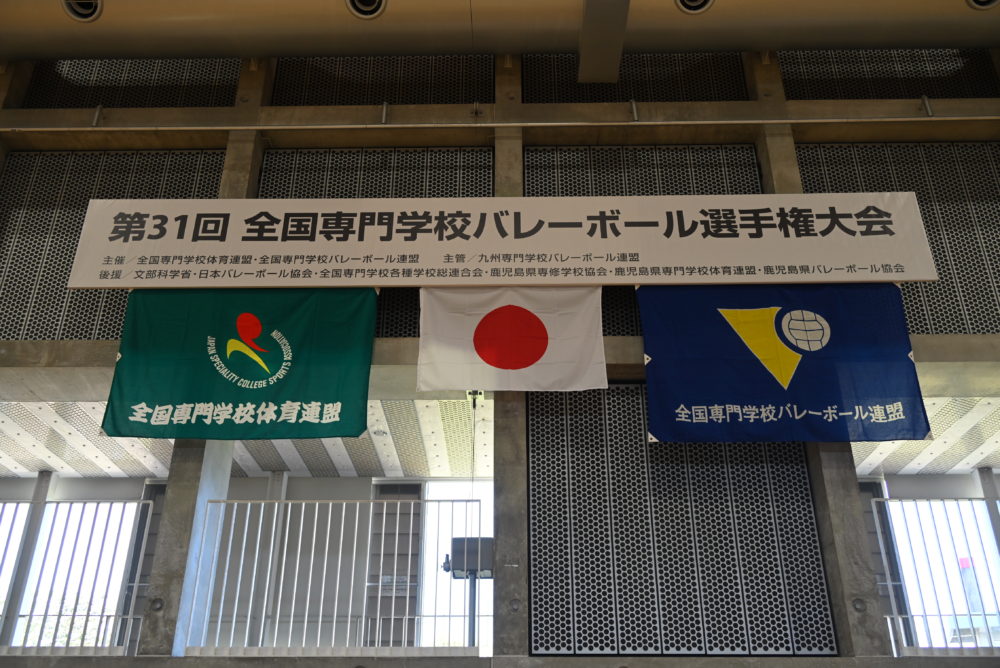 第31回 全国専門学校バレーボール選手権大会
主催／全国専門学校体育連盟・全国専門学校バレーボール連盟 主管／九州専門学校バレーボール連盟
後援／文部科学省・日本バレーボール協会・全国専門学校各種学校総連合会・鹿児島県専修学校協会・鹿児島県専門学校体育連盟・鹿児島県バレーボール協会
JAPAN SPECIALITY COLLEGE SPORTS ASSOCIATION
全国専門学校体育連盟
全国専門学校バレーボール連盟